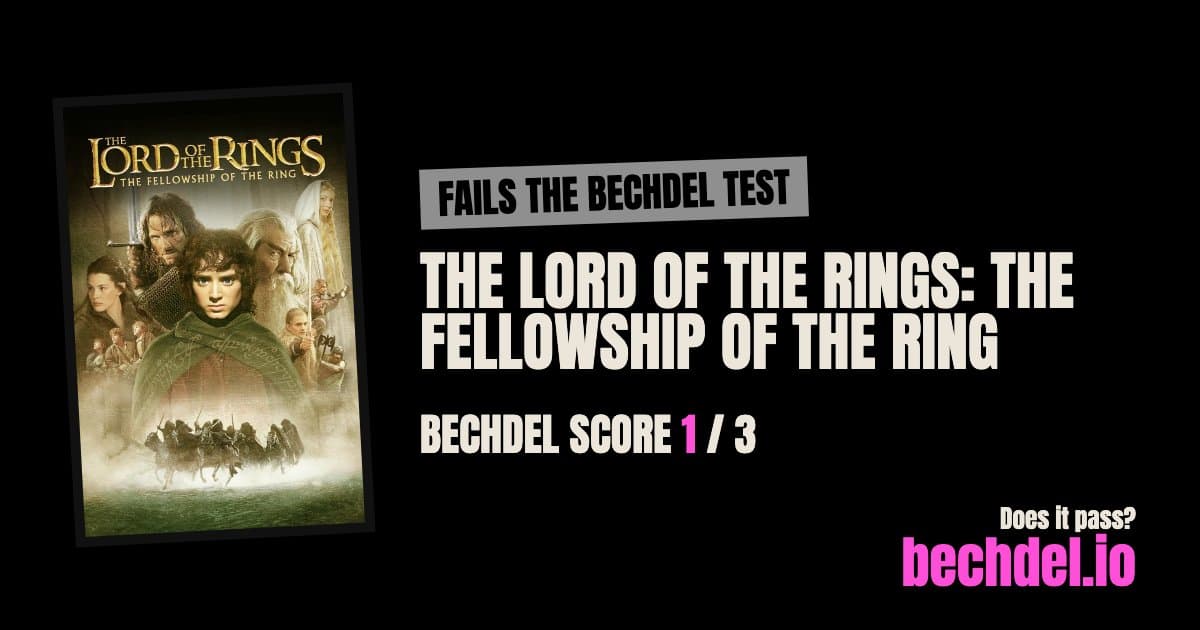 THE
LORD OF THE RINGS
THE FELLOWSHIP OF THE RING
FAILS THE BECHDEL TEST
THE LORD OF THE RINGS: THE
FELLOWSHIP OF THE RING
BECHDEL SCORE 1 / 3
Does it pass?
bechdel.io